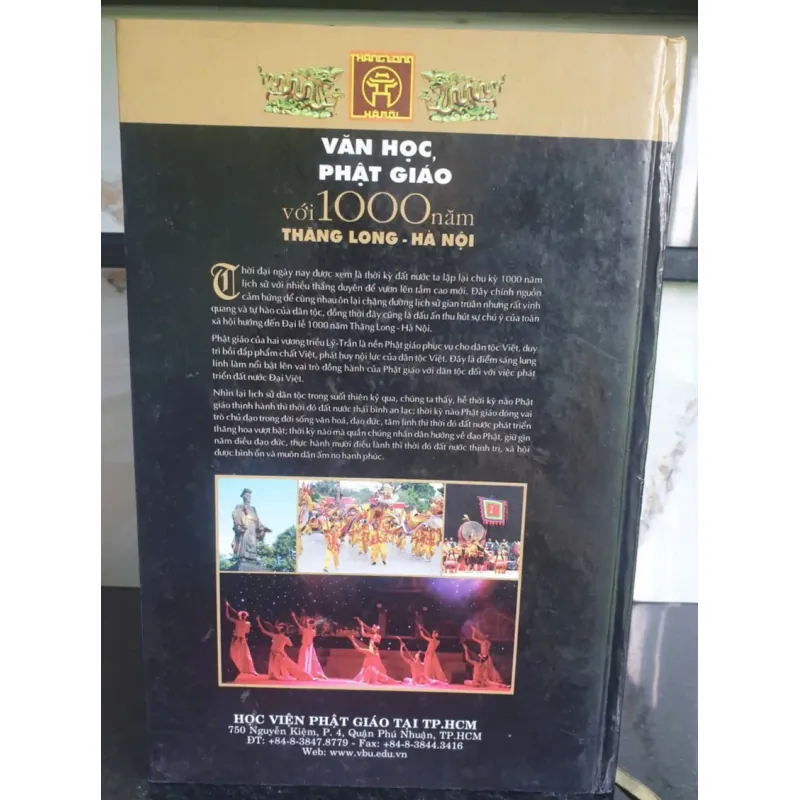 THĂNG LONG
HÀ NỘI
VĂN HỌC,
PHẬT GIÁO
với 1000 năm
THĂNG LONG - HÀ NỘI
Thời đại ngày nay được xem là thời kỳ đất nước ta lập lại chu kỳ 1000 năm
lịch sử với nhiều thắng duyên để vươn lên tầm cao mới. Đây chính nguồn
cảm hứng để cùng nhau ôn lại chặng đường lịch sử gian truân nhưng rất vinh
quang và tự hào của dân tộc, đồng thời đây cũng là dấu ấn thu hút sự chú ý của toàn
xã hội hướng đến Đại lễ 1000 năm Thăng Long - Hà Nội.
Phật giáo của hai vương triều Lý-Trần là nền Phật giáo phục vụ cho dân tộc Việt, duy
trì bồi đắp phẩm chất Việt, phát huy nội lực của dân tộc Việt. Đây là điểm sáng lung
linh làm nổi bật lên vai trò đồng hành của Phật giáo với dân tộc đối với việc phát
triển đất nước Đại Việt.
Nhìn lại lịch sử dân tộc trong suốt thiên kỷ qua, chúng ta thấy, hễ thời kỳ nào Phật
giáo thịnh hành thì thời đó đất nước thái bình an lạc; thời kỳ nào Phật giáo đóng vai
trò chủ đạo trong đời sống văn hoá, đạo đức, tâm linh thì thời đó đất nước phát triển
thăng hoa vượt bật; thời kỳ nào mà quần chúng nhân dân hướng về đạo Phật, giữ gìn
năm điều đạo đức, thực hành mười điều lành thì thời đó đất nước thịnh trị, xã hội
được bình ổn và muôn dân ấm no hạnh phúc.
HỌC VIỆN PHẬT GIÁO TẠI TP.HCM
750 Nguyễn Kiệm, P. 4, Quận Phú Nhuận, TP.HCM
ĐT: +84-8-3847.8779 - Fax: +84-8-3844.3416
Web: www.vbu.edu.vn